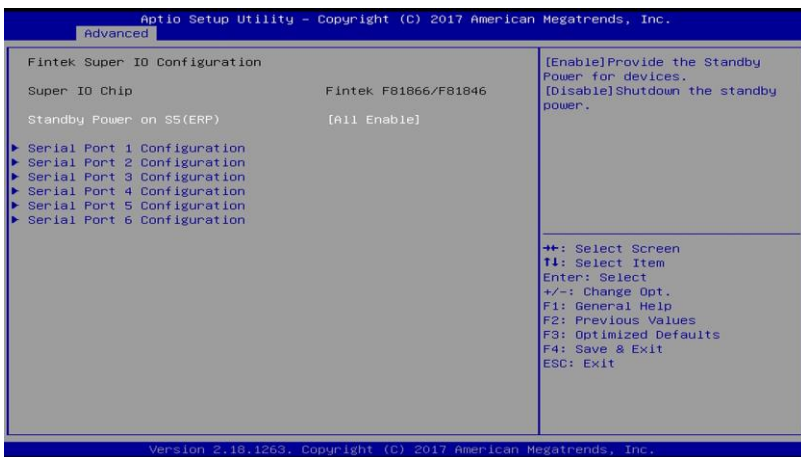 Aptio Setup Utility – Copyright (C) 2017 American Megatrends, Inc.
Advanced
Fintek Super IO Configuration
Super IO Chip Fintek F81866/F81846
Standby Power on S5(ERP) [All Enable]
▶ Serial Port 1 Configuration
▶ Serial Port 2 Configuration
▶ Serial Port 3 Configuration
▶ Serial Port 4 Configuration
▶ Serial Port 5 Configuration
▶ Serial Port 6 Configuration
[Enable]Provide the Standby
Power for devices.
[Disable]Shutdown the standby
power.
→←: Select Screen
↑↓: Select Item
Enter: Select
+/-: Change Opt.
F1: General Help
F2: Previous Values
F3: Optimized Defaults
F4: Save & Exit
ESC: Exit
Version 2.18.1263. Copyright (C) 2017 American Megatrends, Inc.